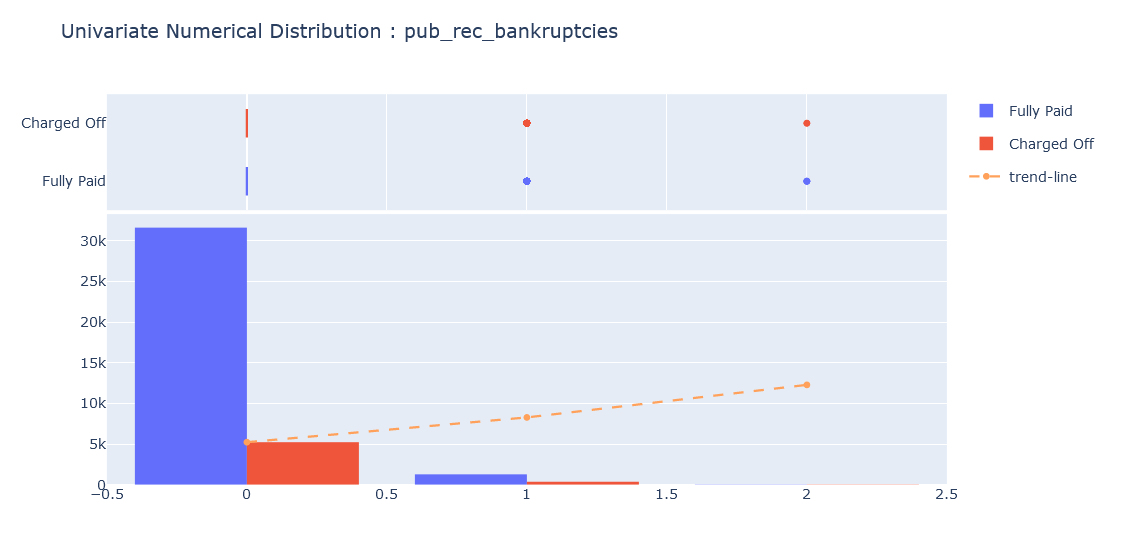 Univariate Numerical Distribution : pub_rec_bankruptcies
Charged Off
Fully Paid
Fully Paid
Charged Off
trend-line
30k
25k
20k
15k
10k
5k
0
−0.5 0 0.5 1 1.5 2 2.5